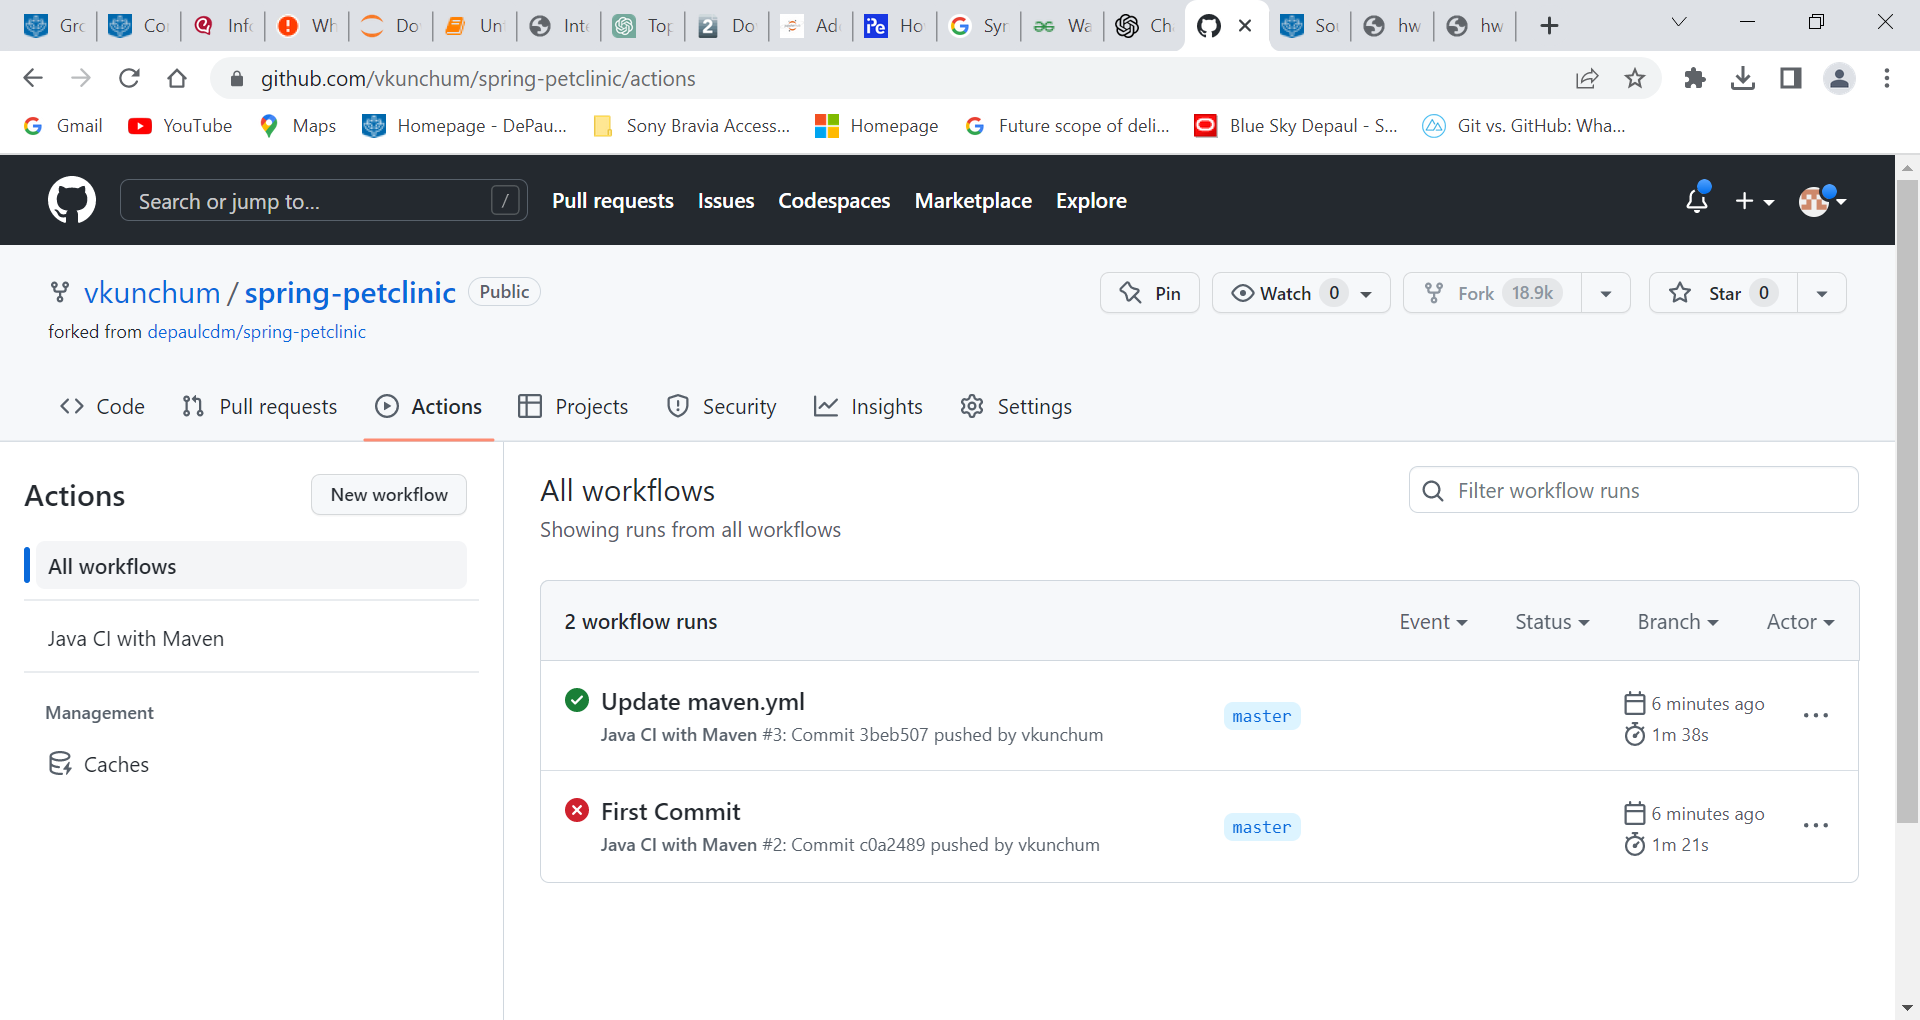 Gro Cor Info Wh Do Unt Inte Top Do Ad Ho Syr Wa Ch Sou hw hw
github.com/vkunchum/spring-petclinic/actions
Gmail YouTube Maps Homepage - DePau... Sony Bravia Access... Homepage Future scope of deli... Blue Sky Depaul - S... Git vs. GitHub: Wha...
Search or jump to... / Pull requests Issues Codespaces Marketplace Explore
vkunchum / spring-petclinic Public Pin Watch 0 Fork 18.9k Star 0
forked from depaulcdm/spring-petclinic
Code Pull requests Actions Projects Security Insights Settings
Actions New workflow
All workflows
Java CI with Maven
Management
Caches
All workflows
Filter workflow runs
Showing runs from all workflows
2 workflow runs Event Status Branch Actor
Update maven.yml master 6 minutes ago
Java CI with Maven #3: Commit 3beb507 pushed by vkunchum 1m 38s
First Commit master 6 minutes ago
Java CI with Maven #2: Commit c0a2489 pushed by vkunchum 1m 21s